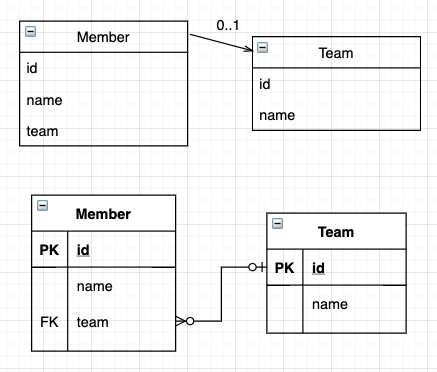 Member
id
name
team
0..1
Team
id
name
Member
PK id
name
FK team
Team
PK id
name